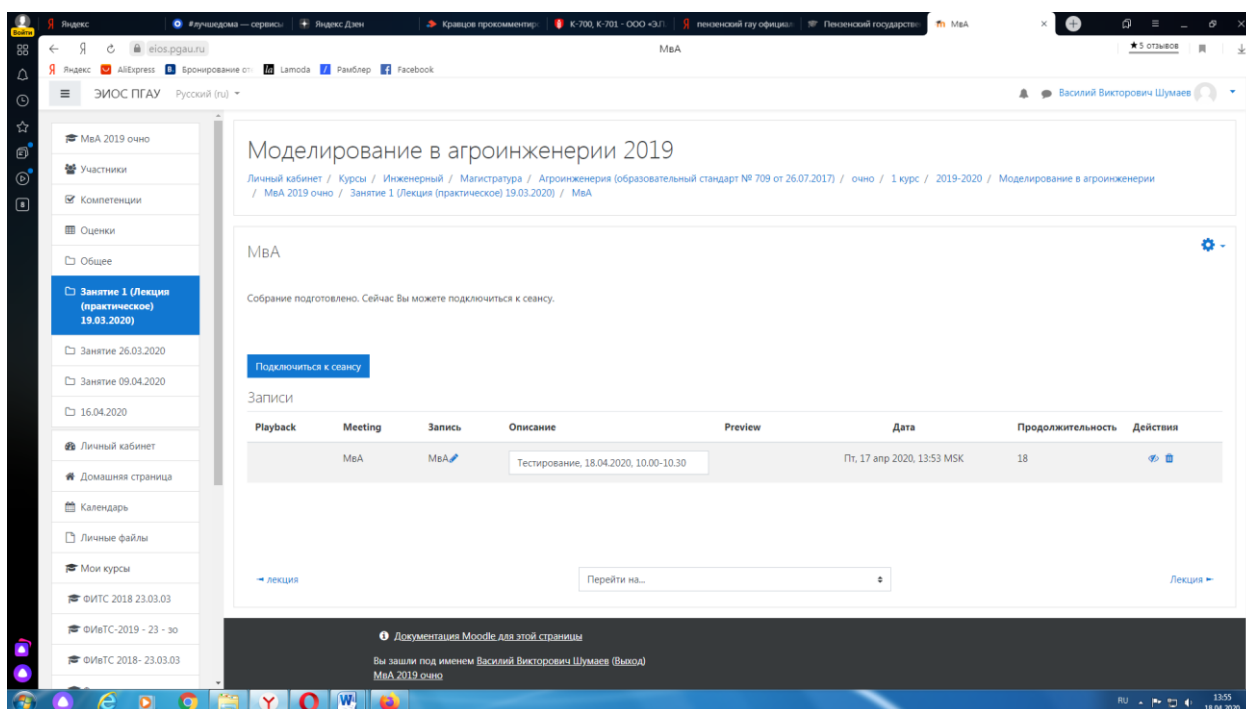 Яндекс
#лучшедома — сервисы
Яндекс Дзен
Кравцов прокомментир
К-700, К-701 - ООО «ЭЛ
пензенский гау официал
Пензенский государстве
МвА
Войти
eios.pgau.ru
МвА
★ 5 отзывов
Яндекс
AliExpress
Бронирование от
Lamoda
Рамблер
Facebook
ЭИОС ПГАУ Русский (ru)
Василий Викторович Шумаев
МвА 2019 очно
Участники
Компетенции
Оценки
Общее
Занятие 1 (Лекция
(практическое)
19.03.2020)
Занятие 26.03.2020
Занятие 09.04.2020
16.04.2020
Личный кабинет
Домашняя страница
Календарь
Личные файлы
Мои курсы
ФИТС 2018 23.03.03
ФИвТС-2019 - 23 - зо
ФИвТС 2018- 23.03.03
Моделирование в агроинженерии 2019
Личный кабинет / Курсы / Инженерный / Магистратура / Агроинженерия (образовательный стандарт № 709 от 26.07.2017) / очно / 1 курс / 2019-2020 / Моделирование в агроинженерии
/ МвА 2019 очно / Занятие 1 (Лекция (практическое) 19.03.2020) / МвА
МвА
Собрание подготовлено. Сейчас Вы можете подключиться к сеансу.
Подключиться к сеансу
Записи
Playback Meeting Запись Описание Preview Дата Продолжительность Действия
МвА МвА Тестирование, 18.04.2020, 10.00-10.30 Пт, 17 апр 2020, 13:53 MSK 18
◄ лекция
Перейти на...
Лекция ►
Документация Moodle для этой страницы
Вы зашли под именем Василий Викторович Шумаев (Выход)
МвА 2019 очно
RU
13:55
18.04.2020